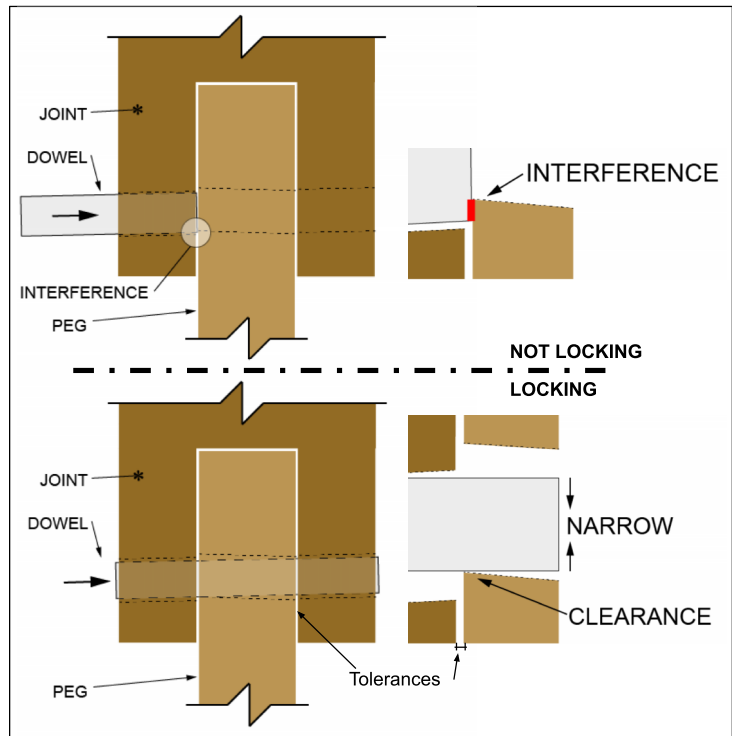 JOINT
*
DOWEL
INTERFERENCE
INTERFERENCE
PEG
NOT LOCKING
LOCKING
JOINT
*
DOWEL
NARROW
CLEARANCE
Tolerances
PEG